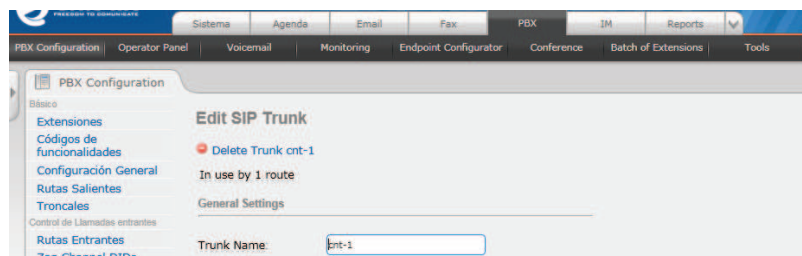 FREEDOM TO COMMUNICATE
Sistema Agenda Email Fax PBX IM Reports
PBX Configuration Operator Panel Voicemail Monitoring Endpoint Configurator Conference Batch of Extensions Tools
PBX Configuration
Básico
Extensiones
Códigos de
funcionalidades
Configuración General
Rutas Salientes
Troncales
Control de Llamadas entrantes
Rutas Entrantes
Zap Channel DIDs
Edit SIP Trunk
Delete Trunk cnt-1
In use by 1 route
General Settings
Trunk Name: cnt-1